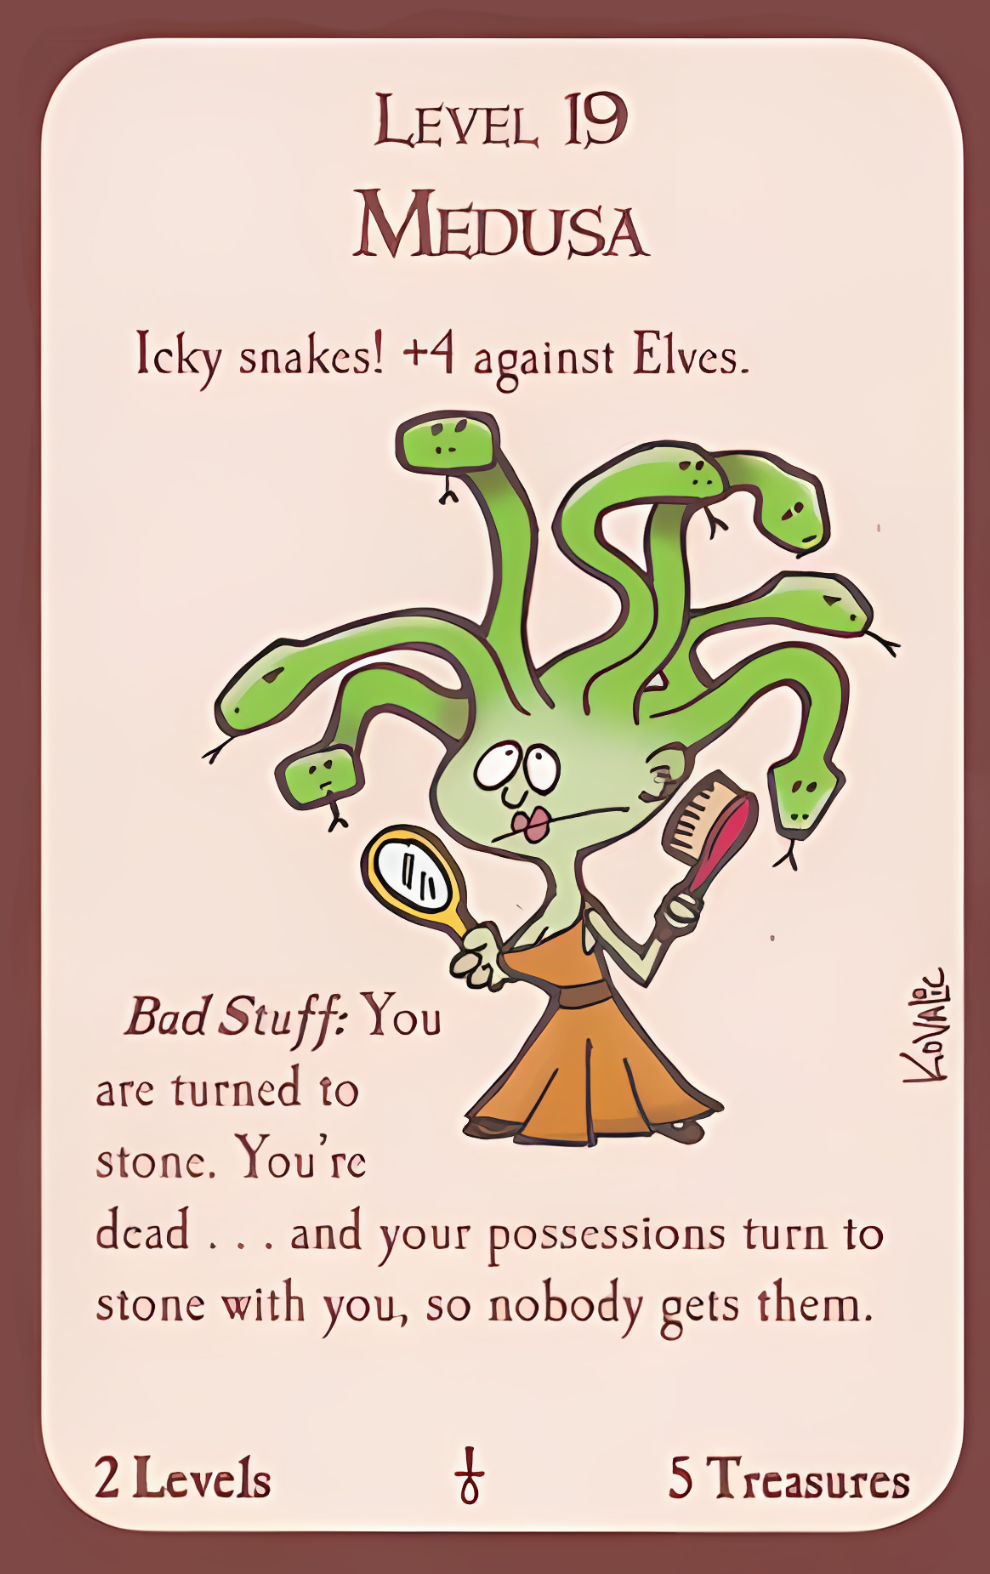 Level 19
Medusa
Icky snakes! +4 against Elves.
Bad Stuff: You
are turned to
stone. You're
dead . . . and your possessions turn to
stone with you, so nobody gets them.
Kovalic
2 Levels
5 Treasures